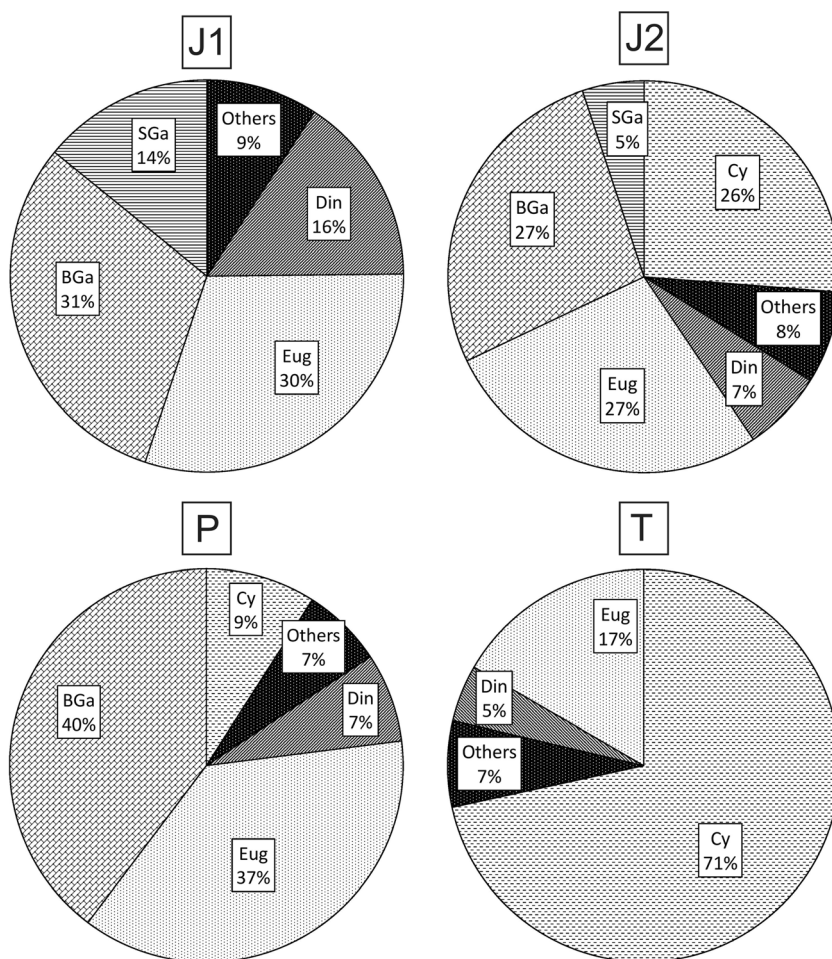 J1
Others
9%
Din
16%
Eug
30%
BGa
31%
SGa
14%
J2
Cy
26%
Others
8%
Din
7%
Eug
27%
BGa
27%
SGa
5%
P
Cy
9%
Others
7%
Din
7%
Eug
37%
BGa
40%
T
Cy
71%
Others
7%
Din
5%
Eug
17%